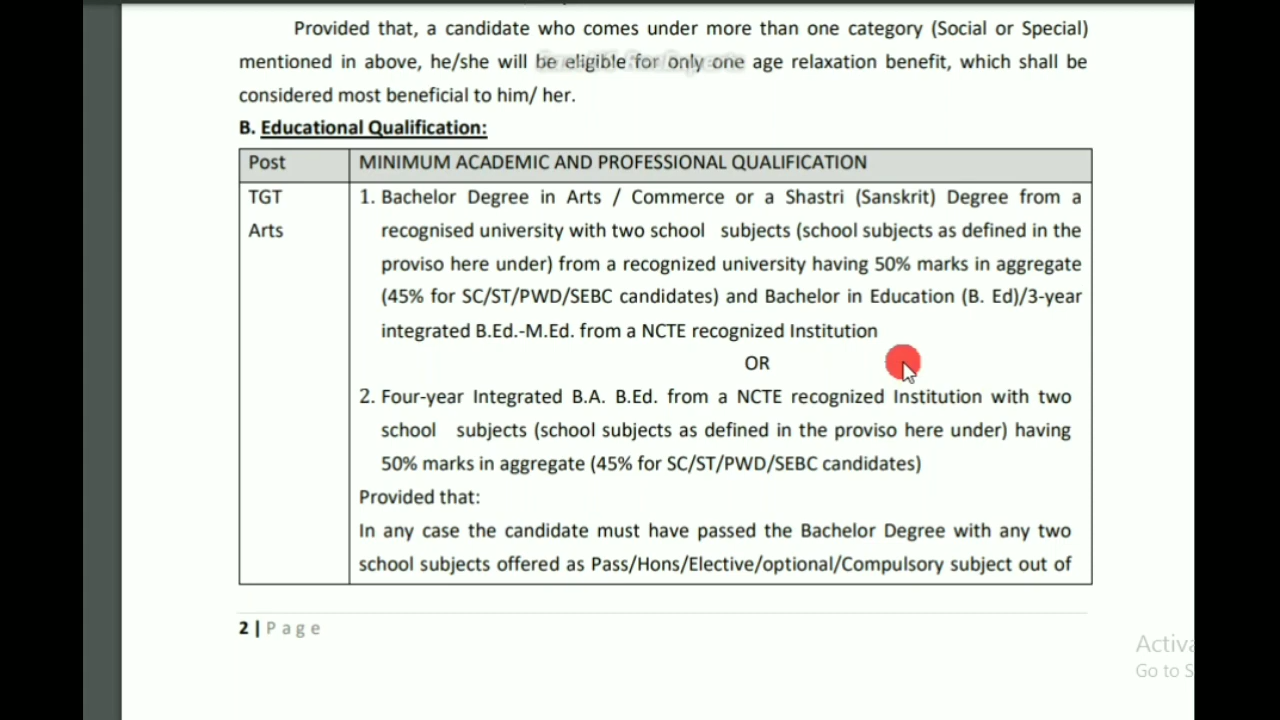 Provided that, a candidate who comes under more than one category (Social or Special)
mentioned in above, he/she will be eligible for only one age relaxation benefit, which shall be
considered most beneficial to him/ her.
B. Educational Qualification:
Post MINIMUM ACADEMIC AND PROFESSIONAL QUALIFICATION
TGT 1. Bachelor Degree in Arts / Commerce or a Shastri (Sanskrit) Degree from a
Arts recognised university with two school subjects (school subjects as defined in the
proviso here under) from a recognized university having 50% marks in aggregate
(45% for SC/ST/PWD/SEBC candidates) and Bachelor in Education (B. Ed)/3-year
integrated B.Ed.-M.Ed. from a NCTE recognized Institution
OR
2. Four-year Integrated B.A. B.Ed. from a NCTE recognized Institution with two
school subjects (school subjects as defined in the proviso here under) having
50% marks in aggregate (45% for SC/ST/PWD/SEBC candidates)
Provided that:
In any case the candidate must have passed the Bachelor Degree with any two
school subjects offered as Pass/Hons/Elective/optional/Compulsory subject out of
2 | Page
Activa
Go to S